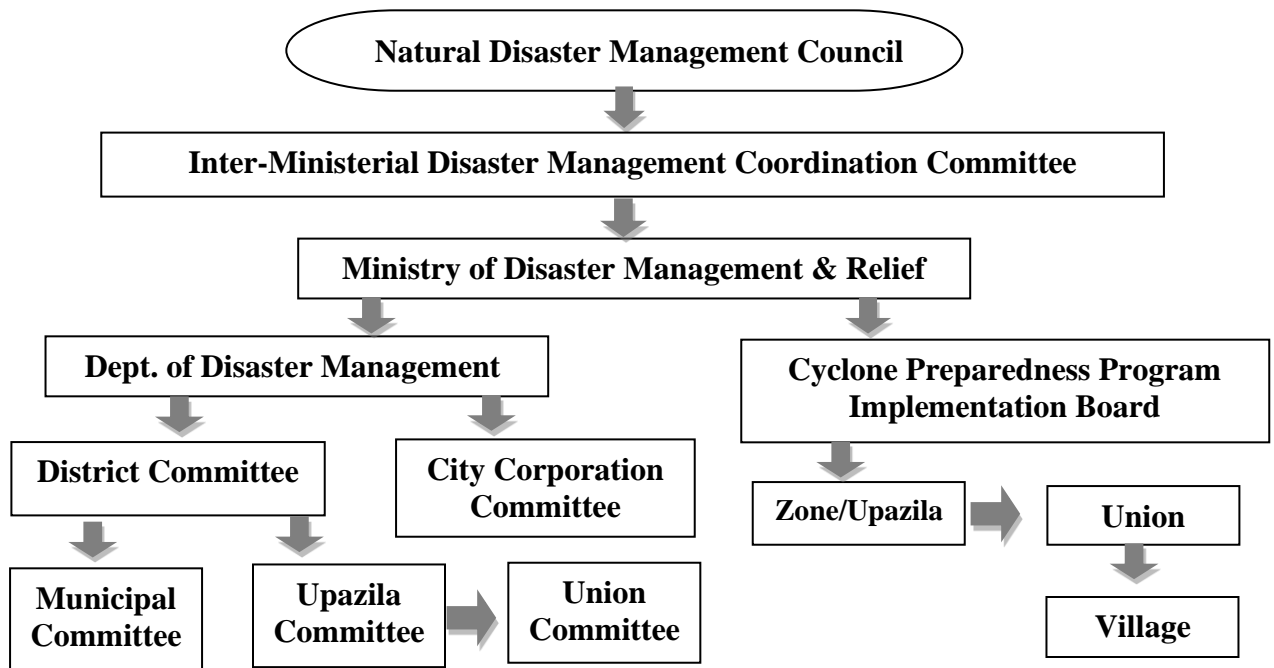 Natural Disaster Management Council
Inter-Ministerial Disaster Management Coordination Committee
Ministry of Disaster Management & Relief
Dept. of Disaster Management
Cyclone Preparedness Program
Implementation Board
District Committee
City Corporation
Committee
Zone/Upazila
Union
Municipal
Committee
Upazila
Committee
Union
Committee
Village